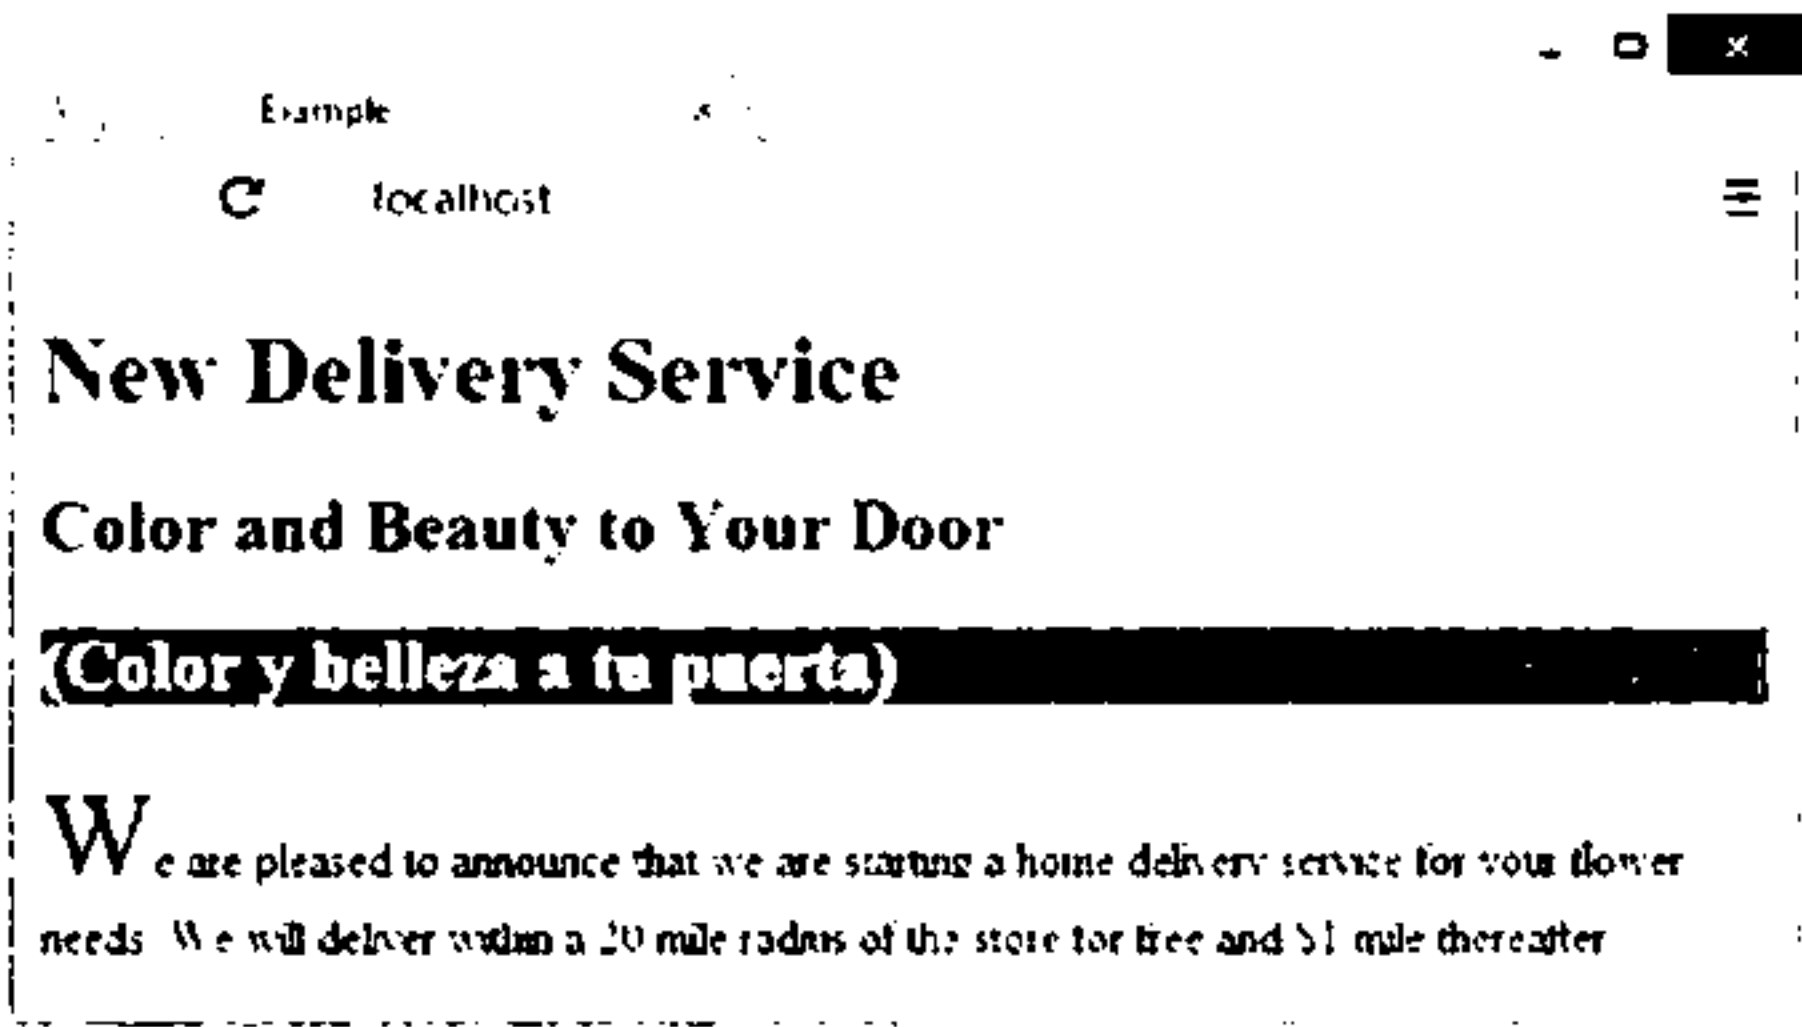 Example
localhost
New Delivery Service
Color and Beauty to Your Door
(Color y belleza a tu puerta)
We are pleased to announce that we are starting a home delivery service for your flower
needs. We will deliver within a 20 mile radius of the store for free and $1 mile thereafter